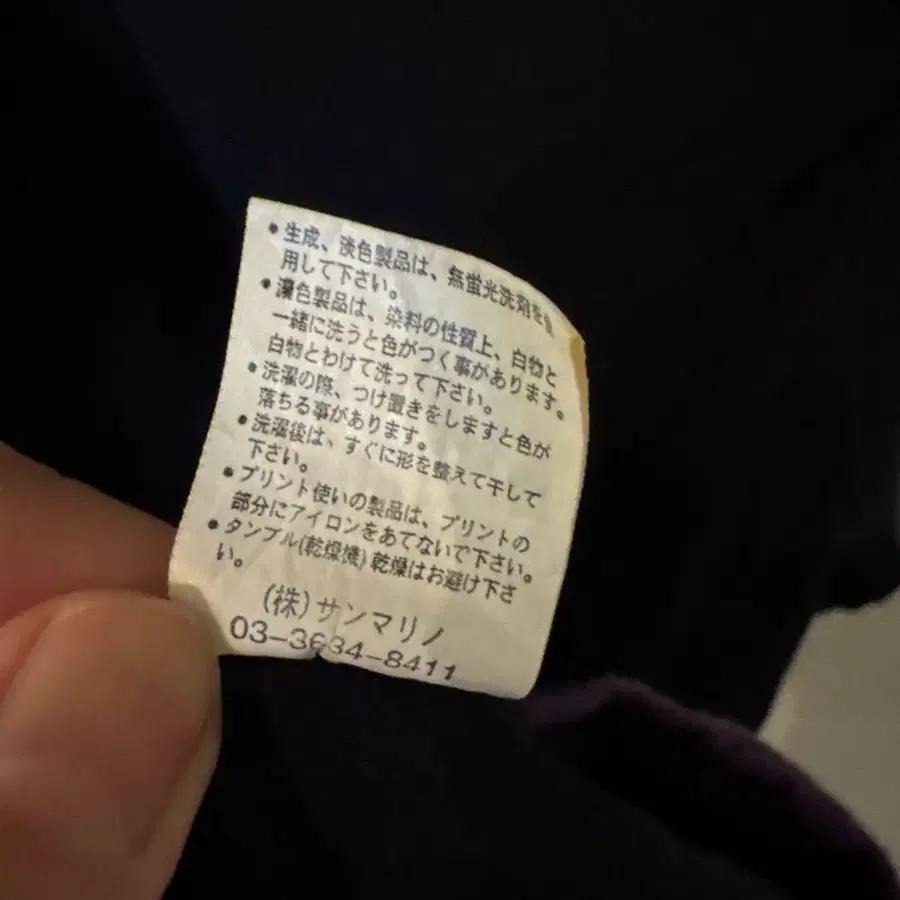 •生成、淡色製品は、無蛍光洗剤を使
用して下さい。
•濃色製品は、染料の性質上、白物と
一緒に洗うと色がつく事があります。
白物とわけて洗って下さい。
•洗濯の際、つけ置きをしますと色が
落ちる事があります。
•洗濯後は、すぐに形を整えて干して
下さい。
•プリント使いの製品は、プリントの
部分にアイロンをあてないで下さい。
•タンブル(乾燥機)乾燥はお避け下さ
い。
(株)サンマリノ
03-3634-8411